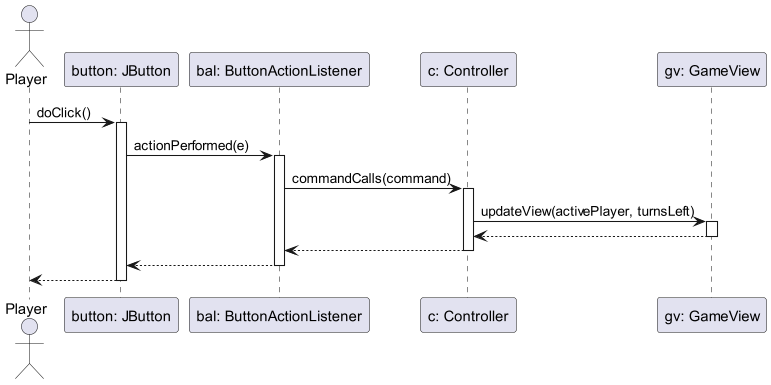 Player
button: JButton
bal: ButtonActionListener
c: Controller
gv: GameView
doClick()
actionPerformed(e)
commandCalls(command)
updateView(activePlayer, turnsLeft)
Player
button: JButton
bal: ButtonActionListener
c: Controller
gv: GameView